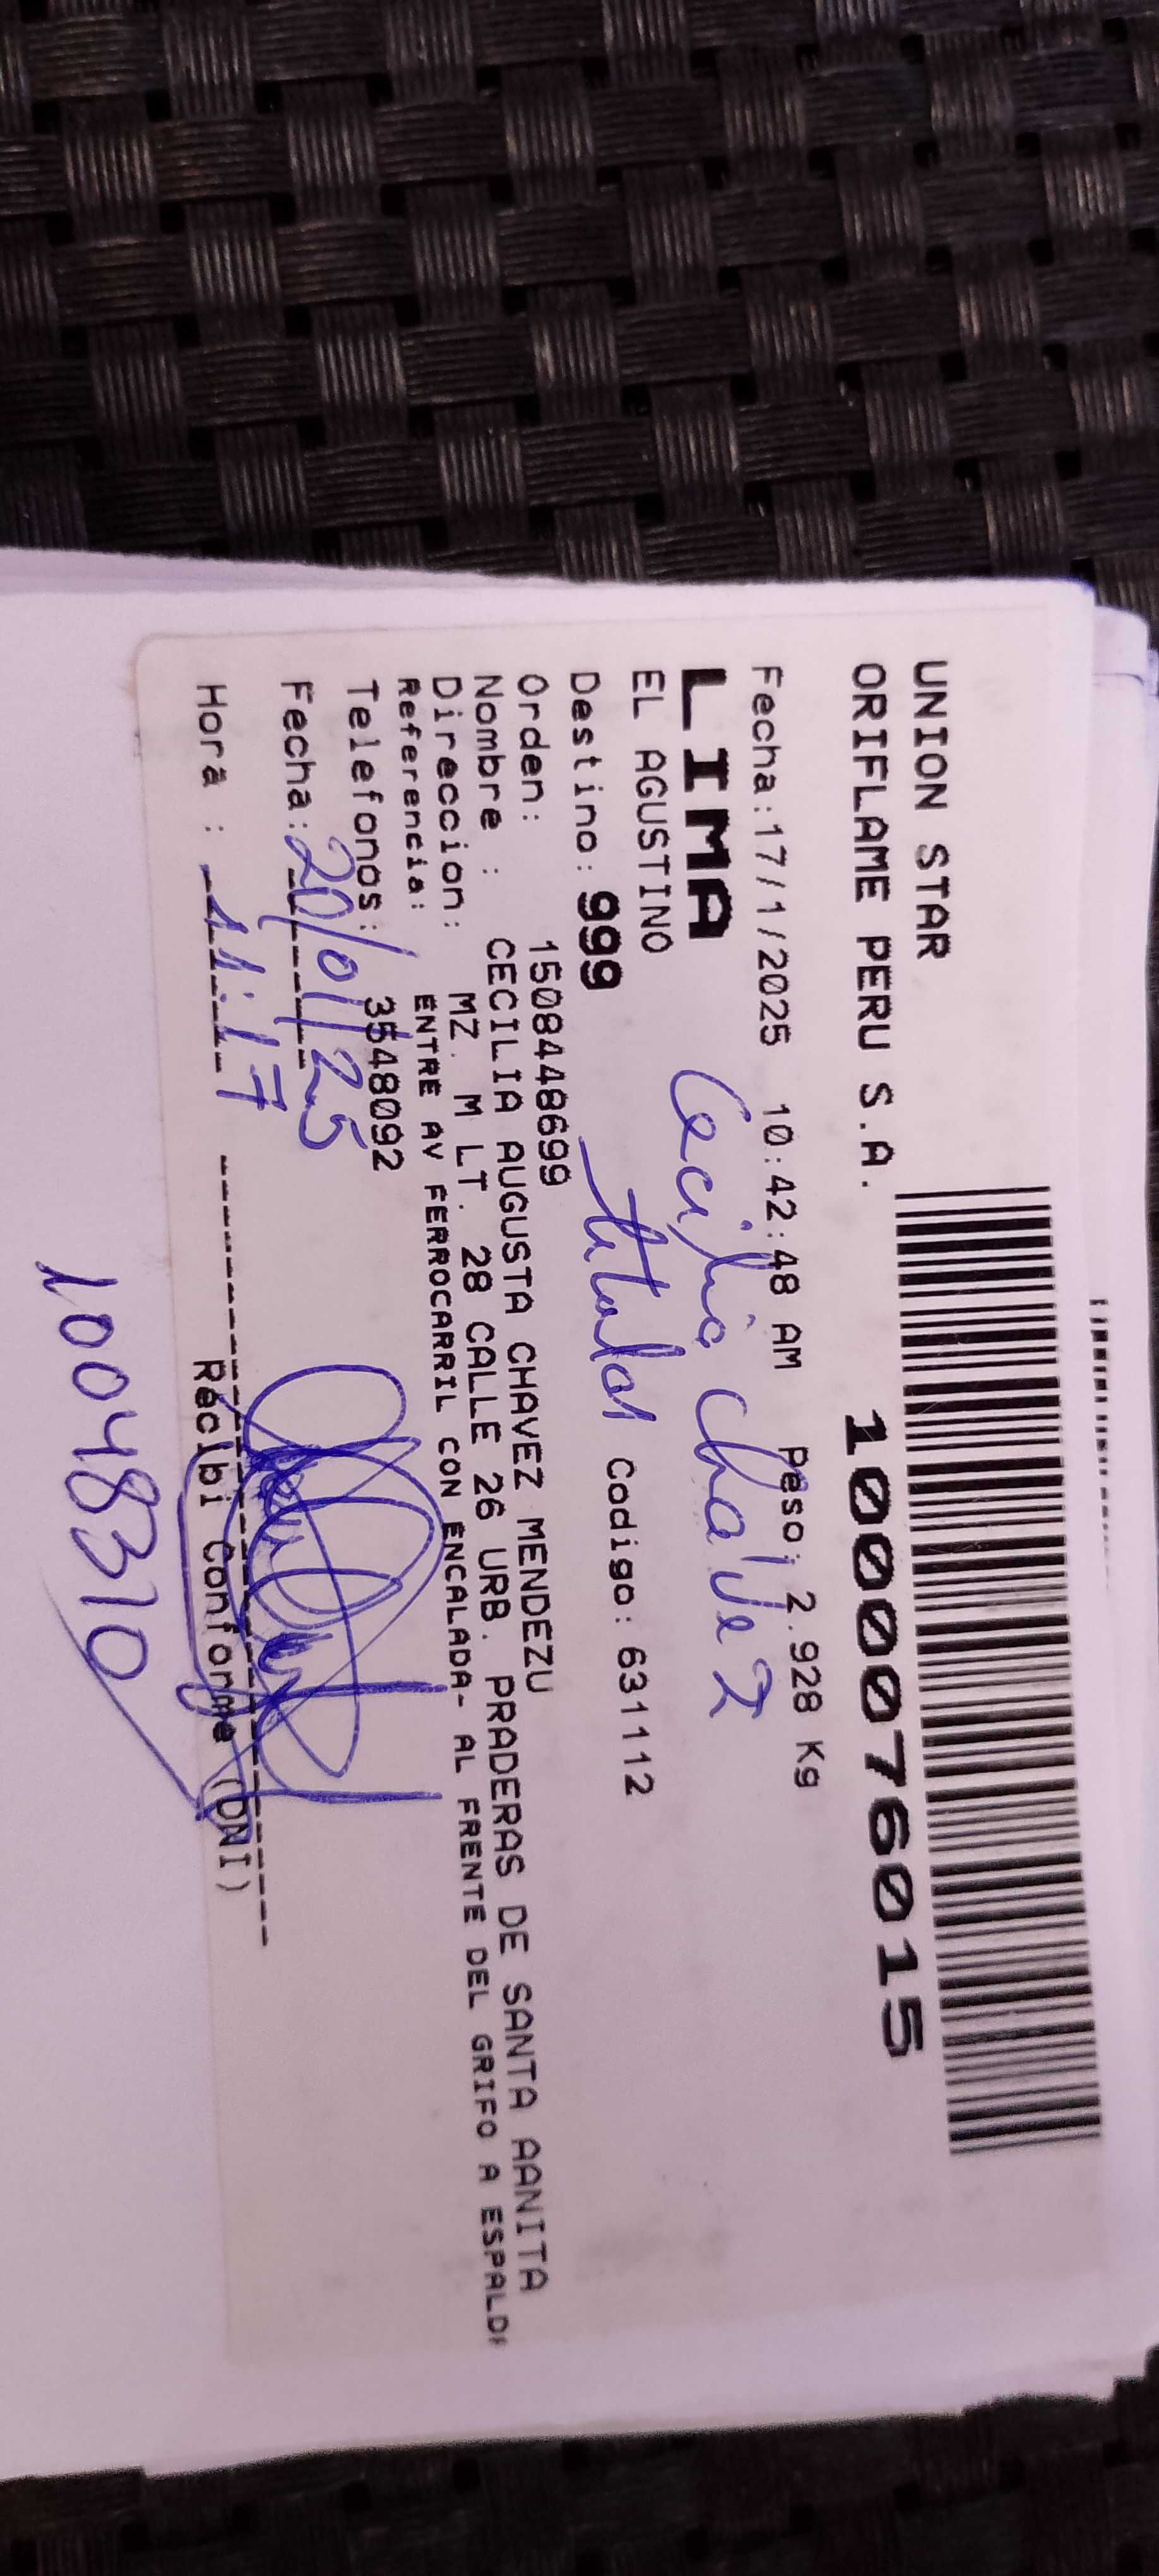 UNION STAR
ORIFLAME PERU S.A.
1000076015
Fecha:17/1/2025 10:42:48 AM Peso: 2.928 Kg
LIMA
Cecilia Chavez
EL AGUSTINO
titular
Destino: 999 Codigo: 631112
Orden: 1508448699
Nombre : CECILIA AUGUSTA CHAVEZ MENDEZU
Direccion: MZ. M LT. 28 CALLE 26 URB. PRADERAS DE SANTA AANITA
Referencia: ENTRE AV FERROCARRIL CON ENCALADA- AL FRENTE DEL GRIFO A ESPALD
Telefonos: 3548092
Fecha: 20/01/25
Hora : 11:17
Recibi Conforme (DNI)
10048310